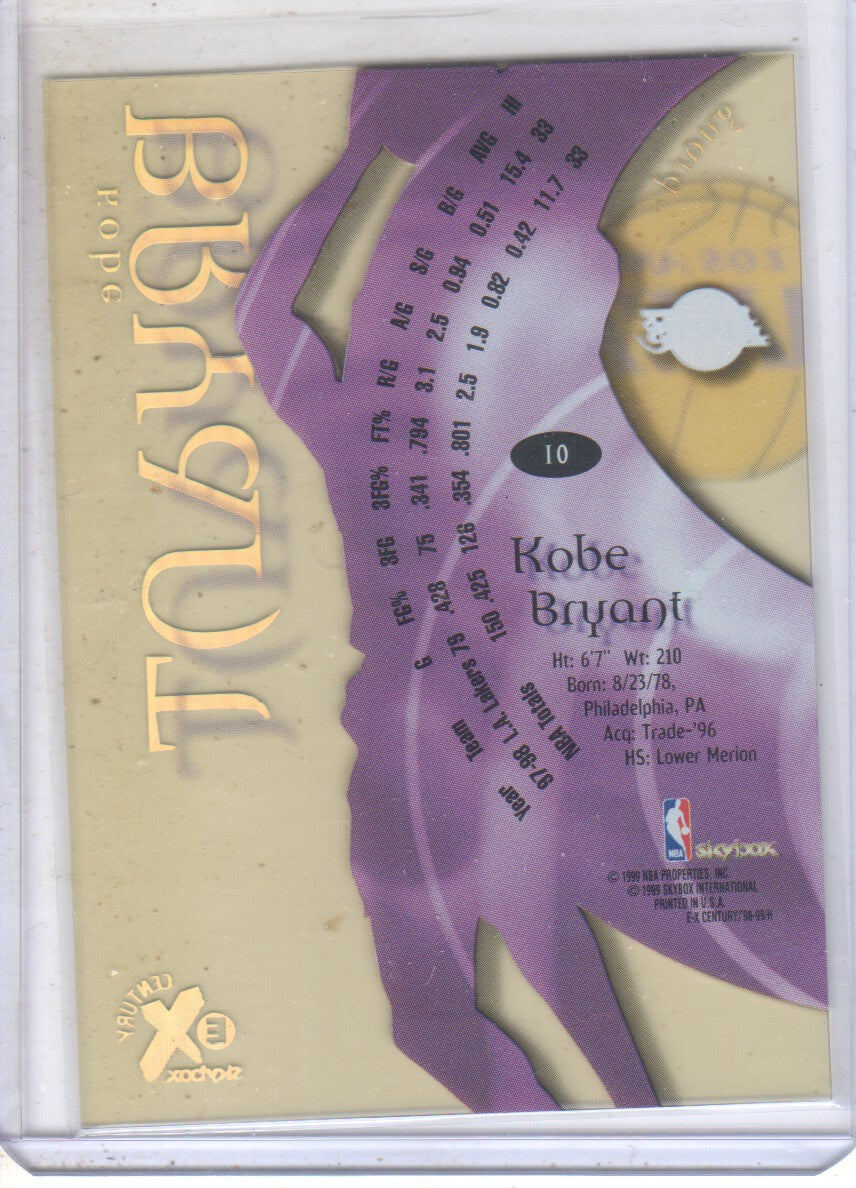 BRYANT
Kobe
guard
Year Team G FG% 3FG 3FG% FT% R/G A/G S/G B/G AVG HI
97-98 L.A. Lakers 79 .428 75 .341 .794 3.1 2.5 0.94 0.51 15.4 33
NBA Totals 150 .425 126 .354 .801 2.5 1.9 0.82 0.42 11.7 33
10
Kobe
Bryant
Ht: 6'7" Wt: 210
Born: 8/23/78,
Philadelphia, PA
Acq: Trade-'96
HS: Lower Merion
NBA
skybox
© 1999 NBA PROPERTIES, INC.
© 1999 SKYBOX INTERNATIONAL
PRINTED IN U.S.A.
E-X CENTURY/'98-99/H
E X
CENTURY
skybox